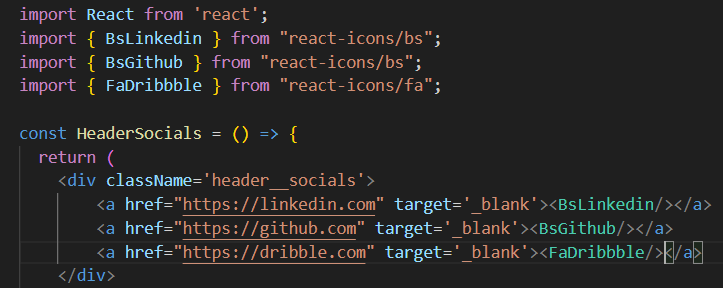 import React from 'react';
import { BsLinkedin } from "react-icons/bs";
import { BsGithub } from "react-icons/bs";
import { FaDribbble } from "react-icons/fa";

const HeaderSocials = () => {
  return (
    <div className='header__socials'>
        <a href="https://linkedin.com" target='_blank'><BsLinkedin/></a>
        <a href="https://github.com" target='_blank'><BsGithub/></a>
        <a href="https://dribble.com" target='_blank'><FaDribbble/></a>
    </div>